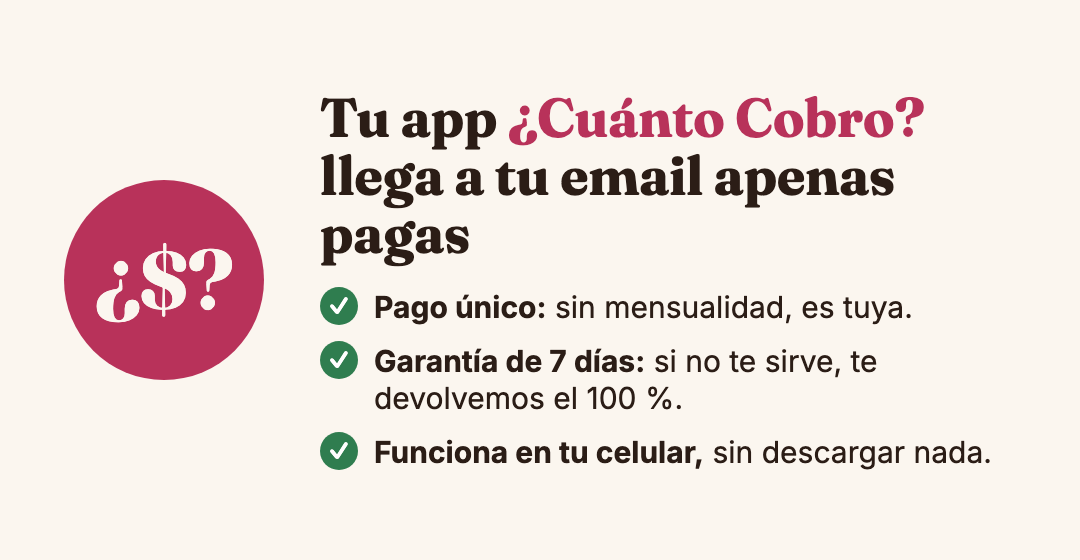 ¿$?
Tu app ¿Cuánto Cobro?
llega a tu email apenas
pagas
Pago único: sin mensualidad, es tuya.
Garantía de 7 días: si no te sirve, te
devolvemos el 100 %.
Funciona en tu celular, sin descargar nada.